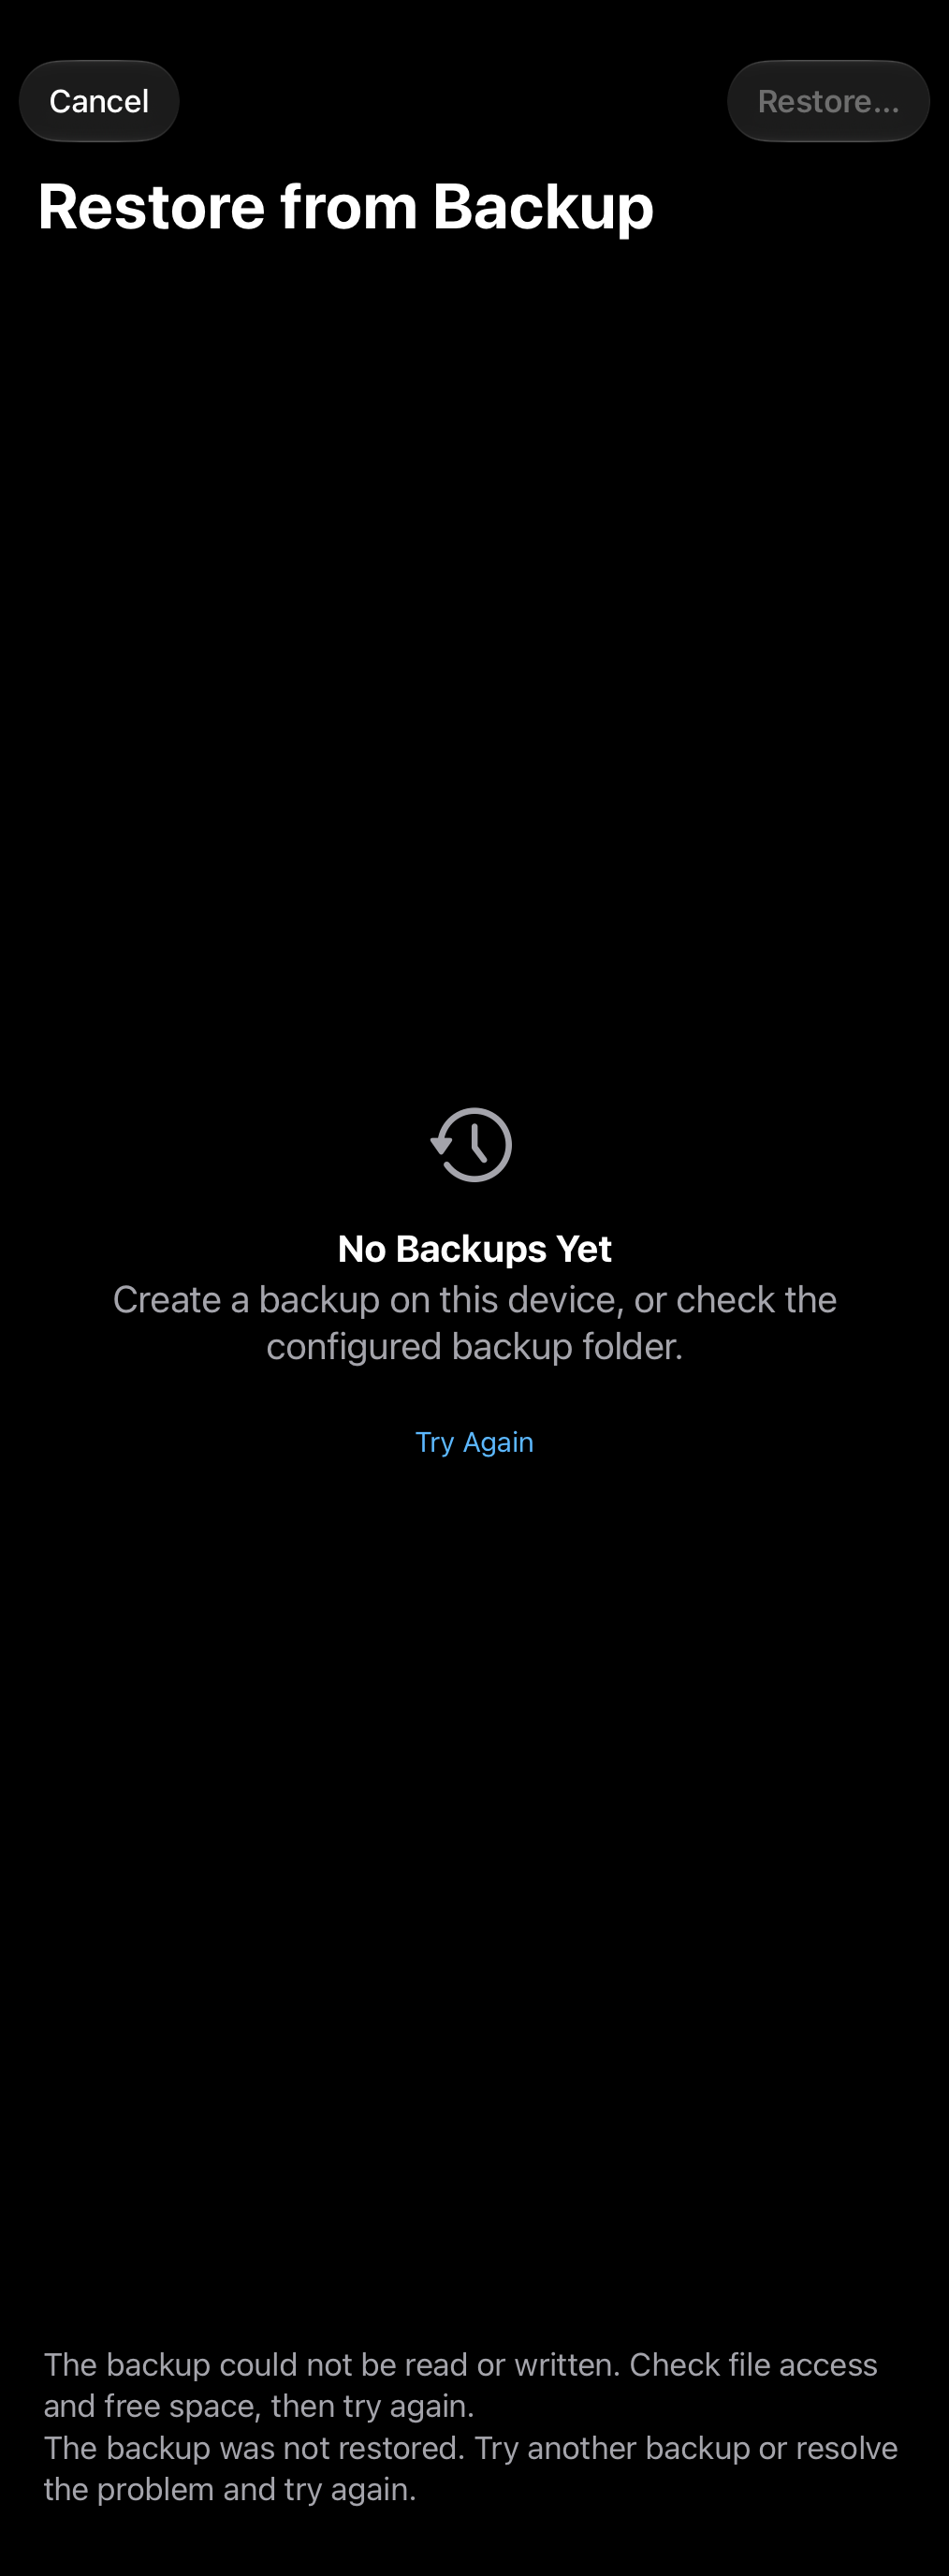 Cancel
Restore...
Restore from Backup
No Backups Yet
Create a backup on this device, or check the
configured backup folder.
Try Again
The backup could not be read or written. Check file access
and free space, then try again.
The backup was not restored. Try another backup or resolve
the problem and try again.